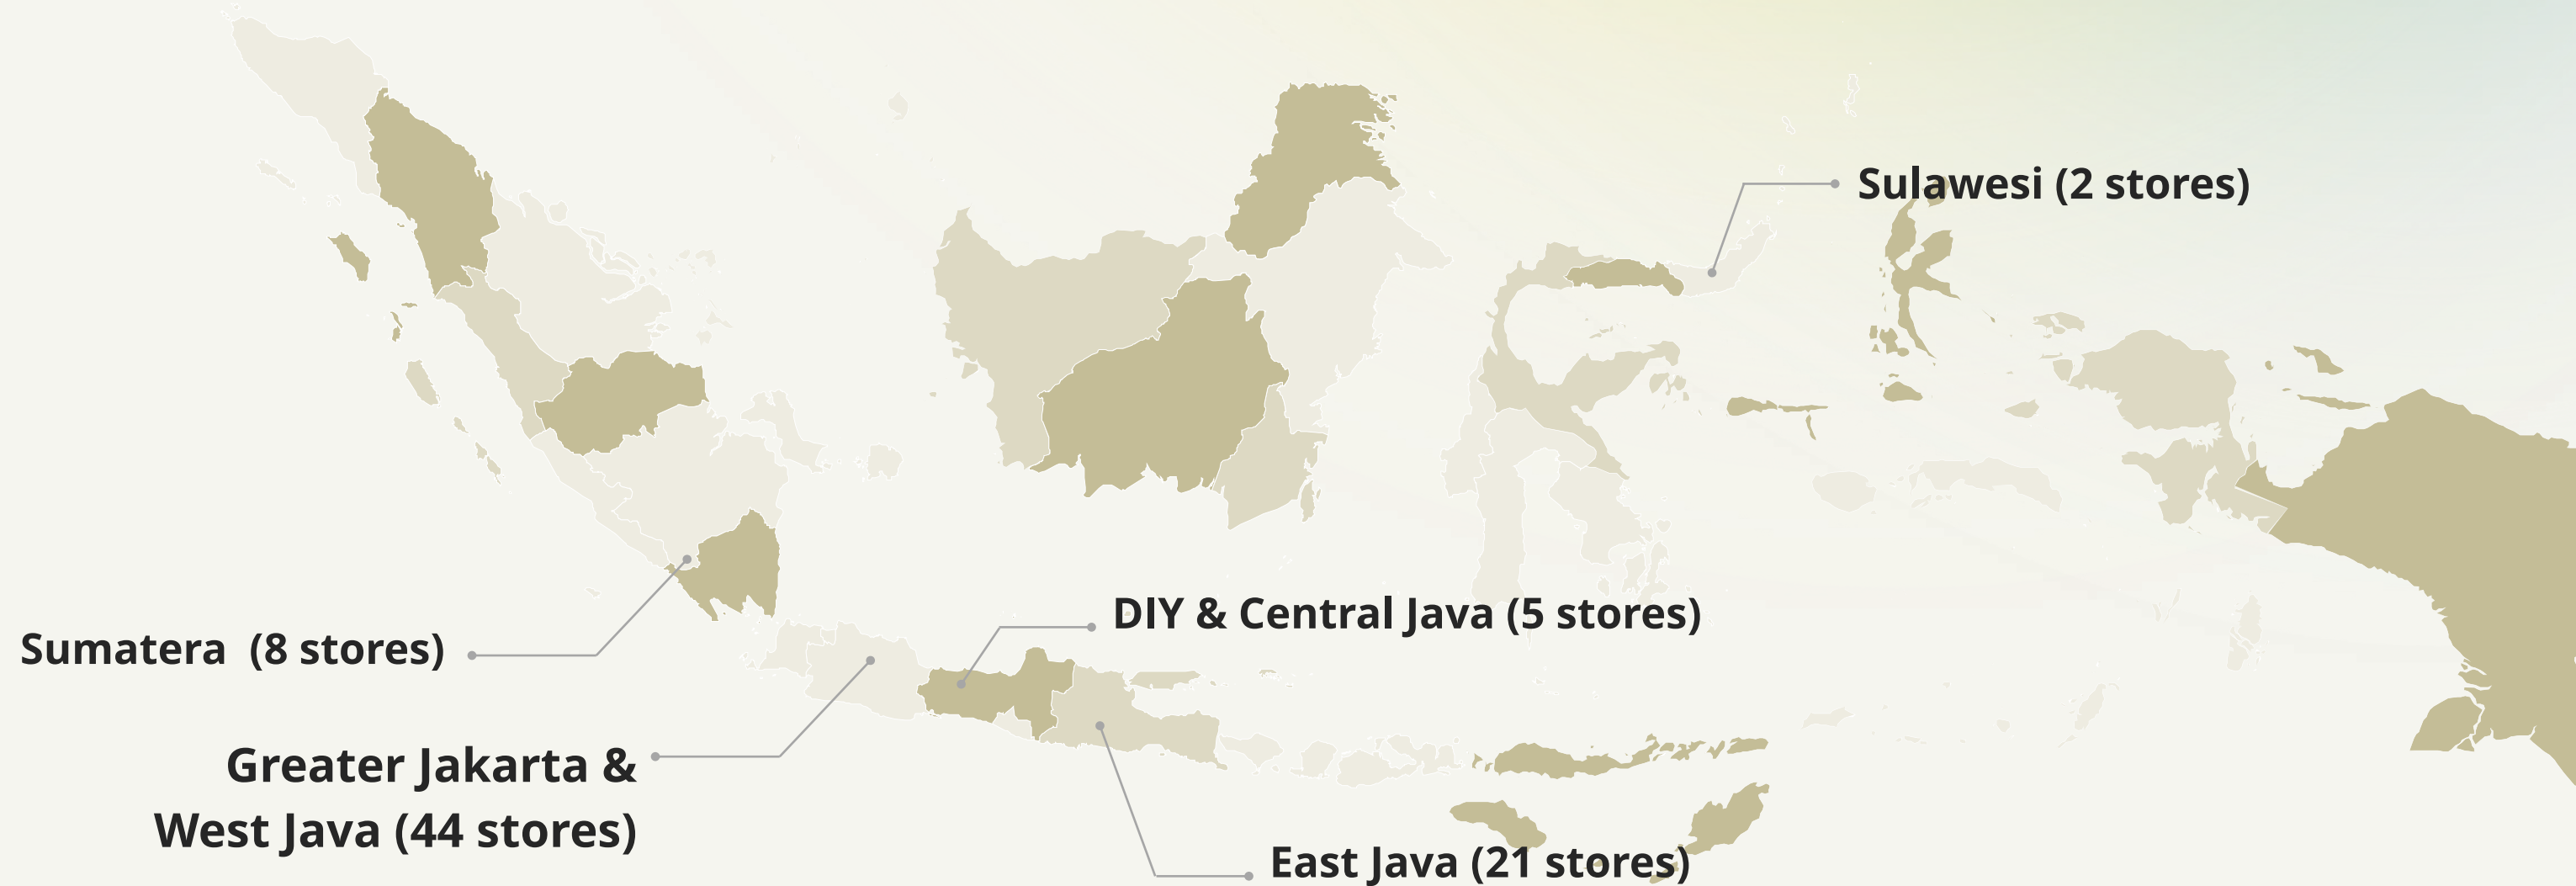 Sulawesi (2 stores)
DIY & Central Java (5 stores)
Sumatera  (8 stores)
Greater Jakarta &
West Java (44 stores)
East Java (21 stores)